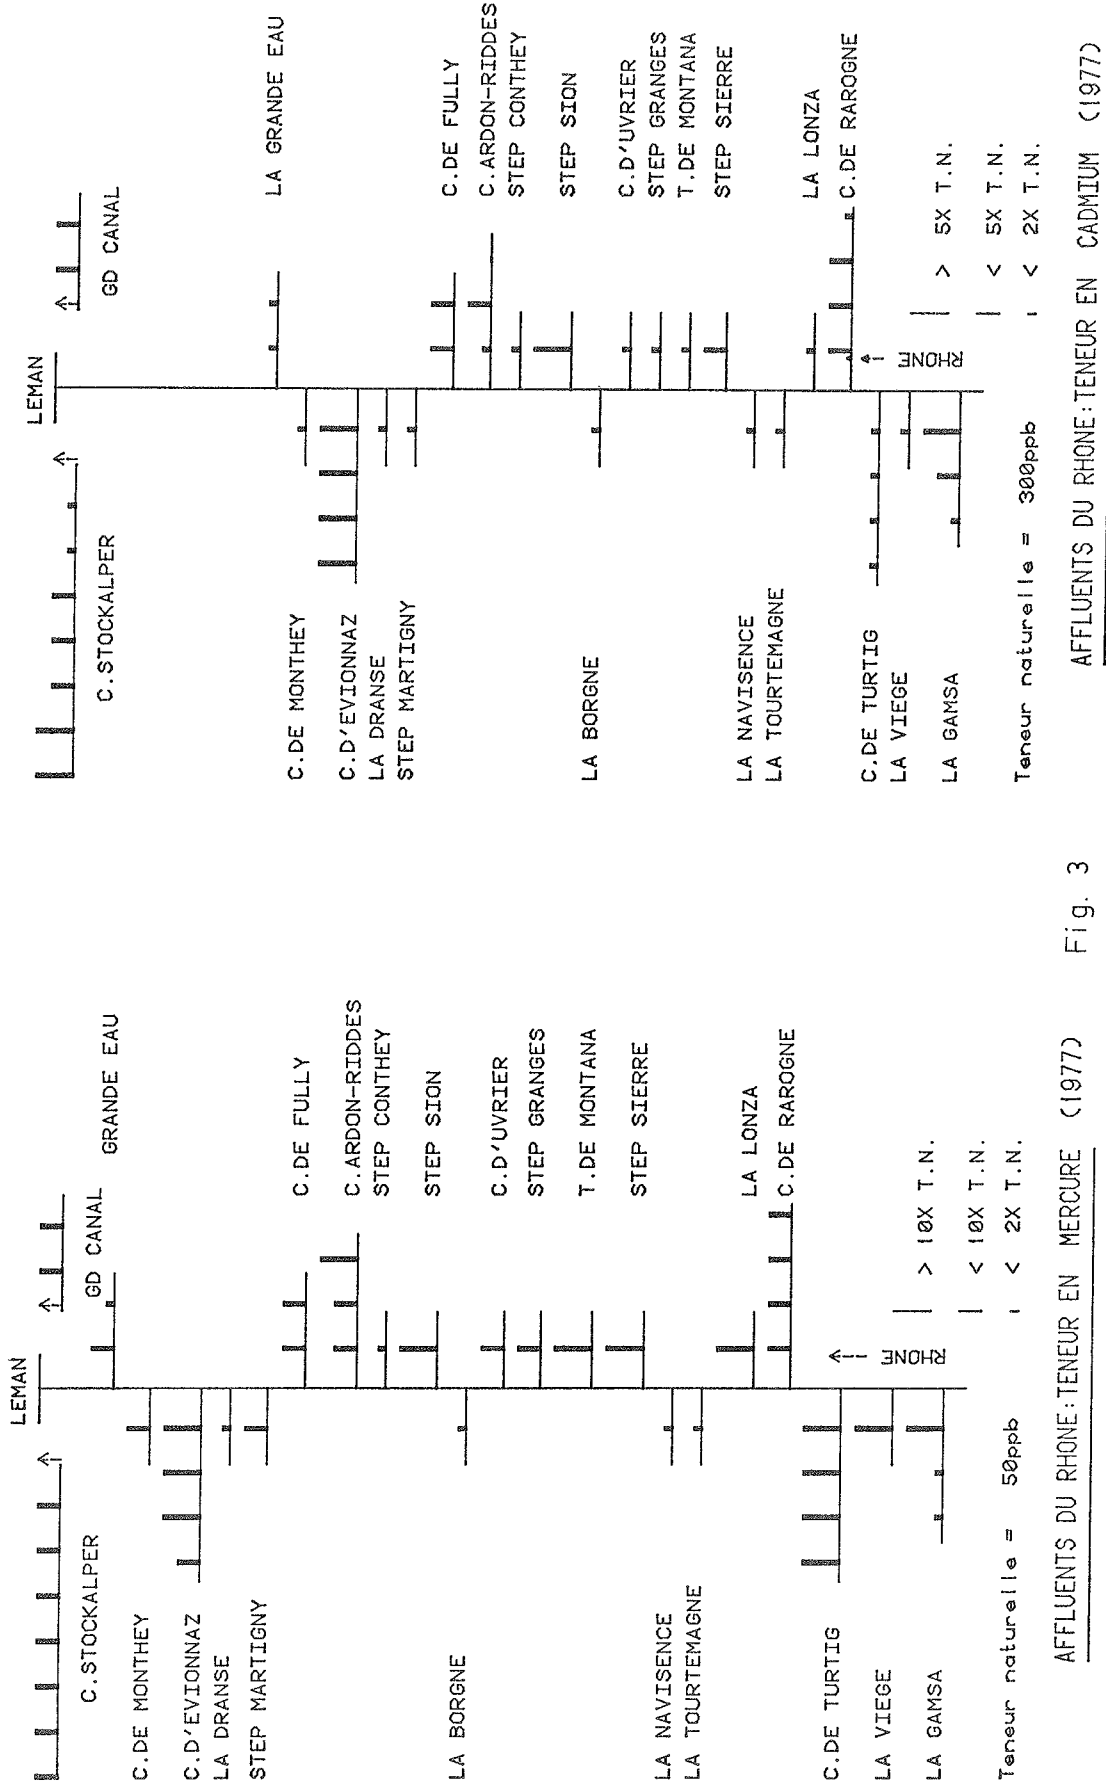 LEMAN
C.STOCKALPER
GD CANAL
GRANDE EAU
C.DE MONTHEY
C.D'EVIONNAZ
LA DRANSE
STEP MARTIGNY
C.DE FULLY
C.ARDON-RIDDES
STEP CONTHEY
STEP SION
LA BORGNE
C.D'UVRIER
STEP GRANGES
T.DE MONTANA
STEP SIERRE
LA NAVISENCE
LA TOURTEMAGNE
LA LONZA
C.DE RAROGNE
C.DE TURTIG
LA VIEGE
LA GAMSA
RHONE
> 10X T.N.
< 10X T.N.
< 2X T.N.
Teneur naturelle = 50ppb
AFFLUENTS DU RHONE:TENEUR EN MERCURE (1977)
Fig. 3
LEMAN
C.STOCKALPER
GD CANAL
LA GRANDE EAU
C.DE MONTHEY
C.D'EVIONNAZ
LA DRANSE
STEP MARTIGNY
C.DE FULLY
C.ARDON-RIDDES
STEP CONTHEY
STEP SION
LA BORGNE
C.D'UVRIER
STEP GRANGES
T.DE MONTANA
STEP SIERRE
LA NAVISENCE
LA TOURTEMAGNE
LA LONZA
C.DE RAROGNE
C.DE TURTIG
LA VIEGE
LA GAMSA
RHONE
> 5X T.N.
< 5X T.N.
< 2X T.N.
Teneur naturelle = 300ppb
AFFLUENTS DU RHONE:TENEUR EN CADMIUM (1977)